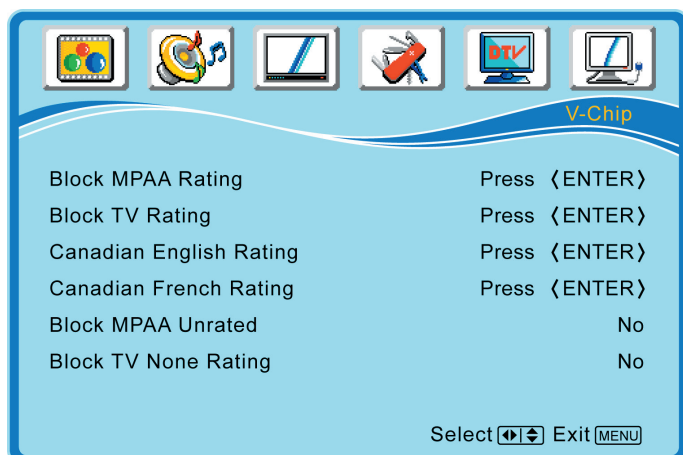 DTV
V-Chip
Block MPAA Rating Press 〈ENTER〉
Block TV Rating Press 〈ENTER〉
Canadian English Rating Press 〈ENTER〉
Canadian French Rating Press 〈ENTER〉
Block MPAA Unrated No
Block TV None Rating No
Select Exit MENU